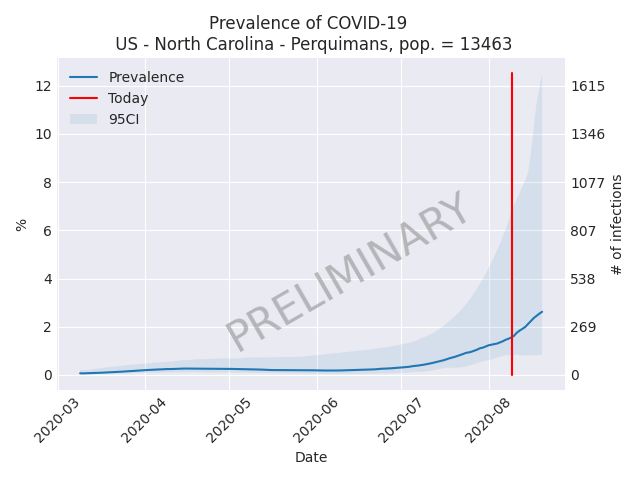 Prevalence of COVID-19
US - North Carolina - Perquimans, pop. = 13463
Prevalence
Today
95CI
PRELIMINARY
%
12
10
8
6
4
2
0
1615
1346
1077
807
538
269
0
# of infections
2020-03
2020-04
2020-05
2020-06
2020-07
2020-08
Date